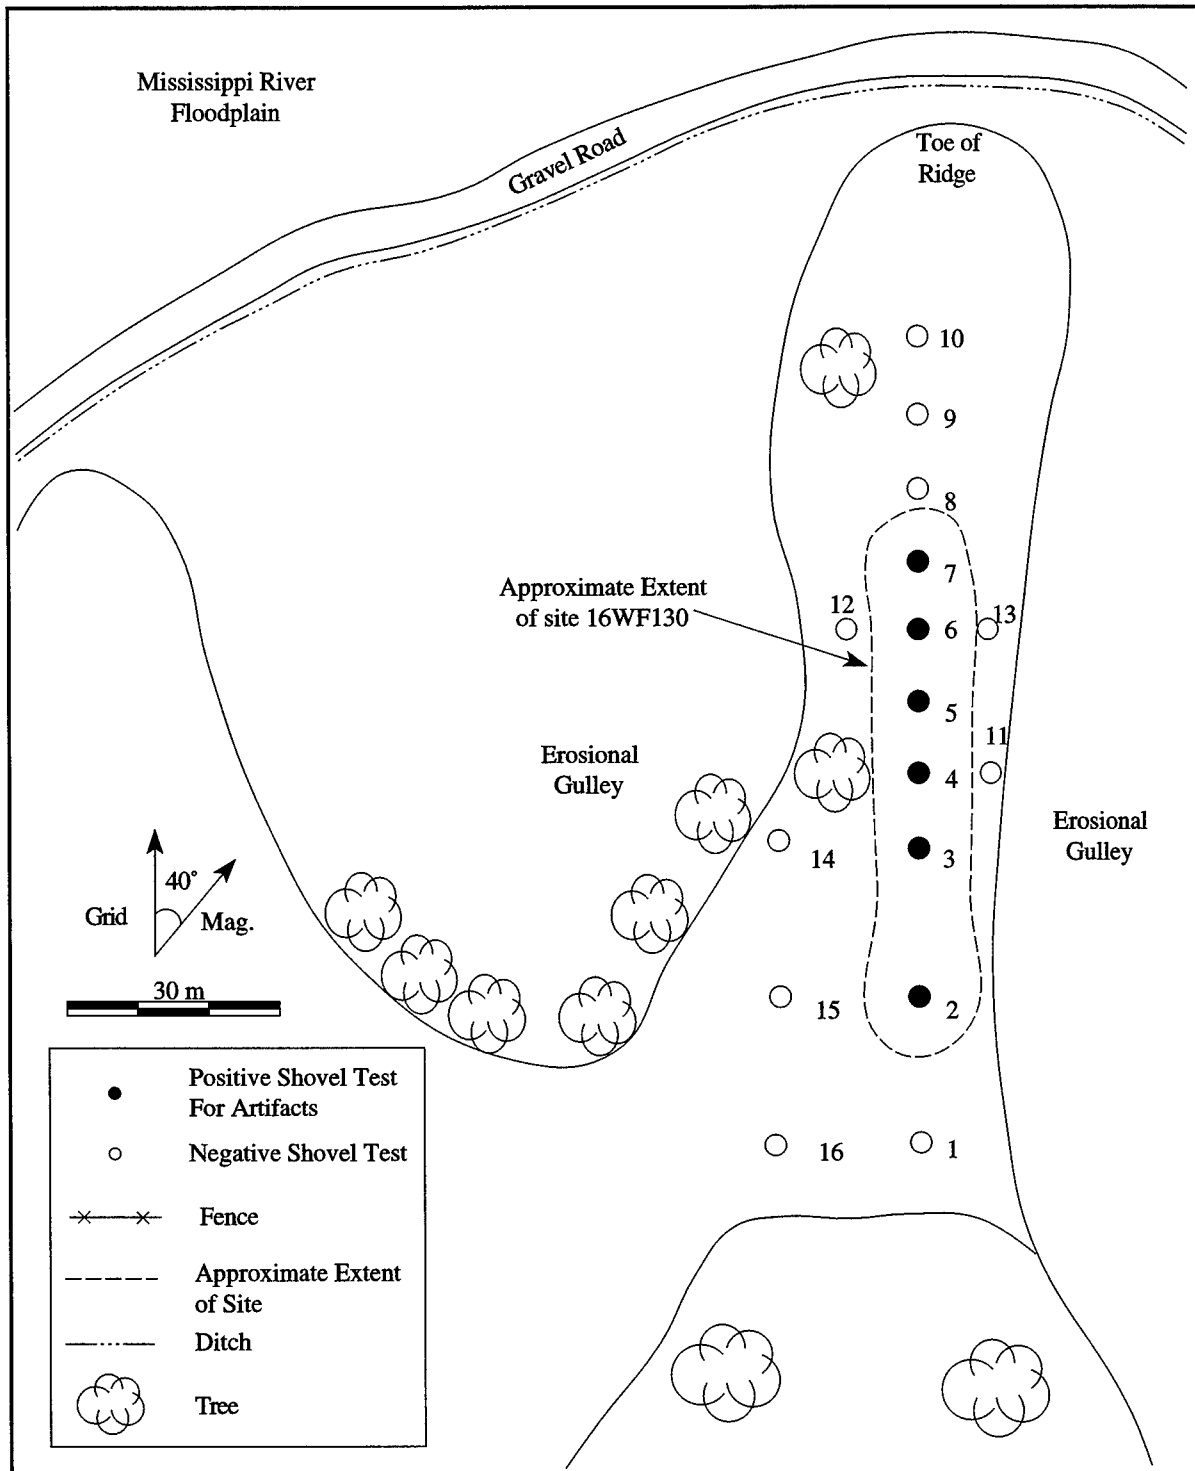 Mississippi River
Floodplain
Gravel Road
Toe of
Ridge
10
9
8
7
Approximate Extent
of site 16WF130
12
6
13
5
11
4
Erosional
Gulley
Erosional
Gulley
14
3
40°
Grid
Mag.
30 m
15
2
16
1
Positive Shovel Test
For Artifacts
Negative Shovel Test
Fence
Approximate Extent
of Site
Ditch
Tree